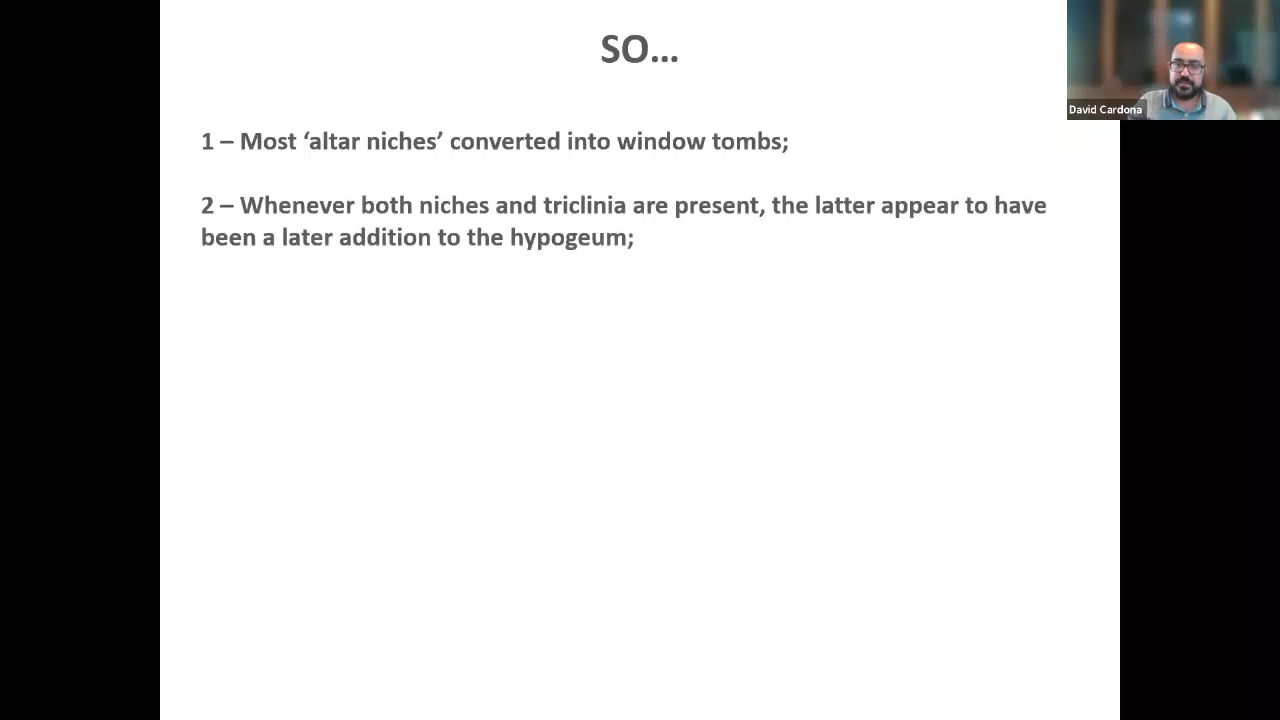 SO…
David Cardona
1 – Most ‘altar niches’ converted into window tombs;
2 – Whenever both niches and triclinia are present, the latter appear to have
been a later addition to the hypogeum;